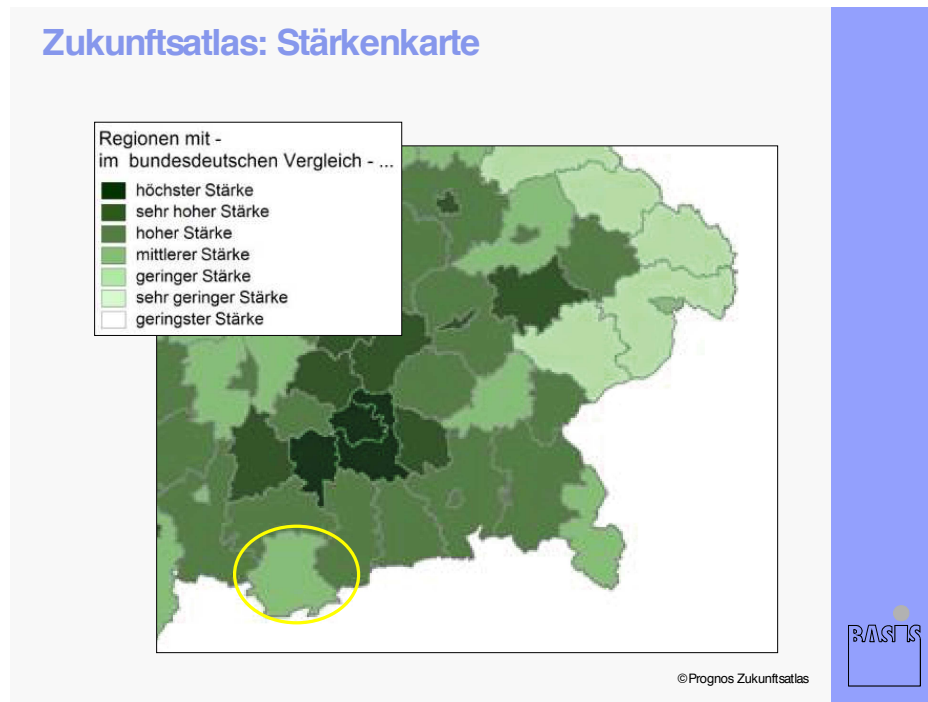 Zukunftsatlas: Stärkenkarte
Regionen mit -
im bundesdeutschen Vergleich - ...
höchster Stärke
sehr hoher Stärke
hoher Stärke
mittlerer Stärke
geringer Stärke
sehr geringer Stärke
geringster Stärke
BASIS
©Prognos Zukunftsatlas